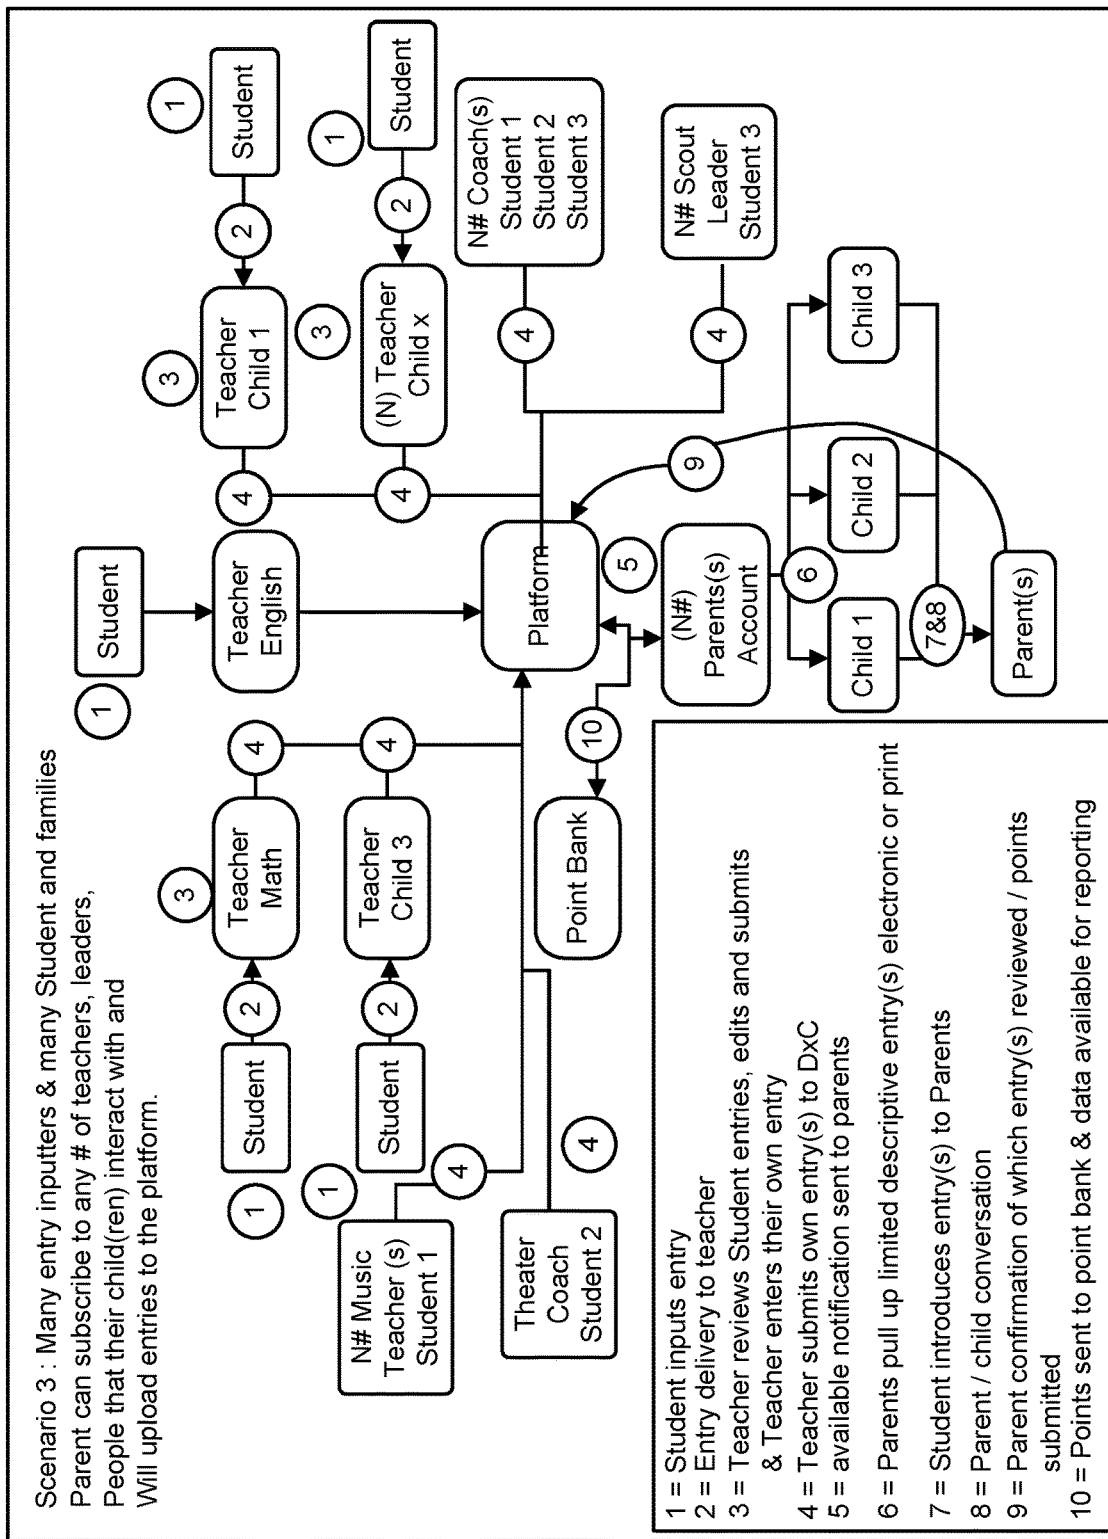 Scenario 3 : Many entry inputters & many Student and families
Parent can subscribe to any # of teachers, leaders,
People that their child(ren) interact with and
Will upload entries to the platform.
1
Student
1
Student
2
3
Teacher
Math
4
1
Student
2
Teacher
Child 3
4
N# Music
Teacher (s)
Student 1
4
Theater
Coach
Student 2
4
1
Student
Teacher
English
3
Teacher
Child 1
4
2
Student
1
3
(N) Teacher
Child x
4
2
Student
1
N# Coach(s)
Student 1
Student 2
Student 3
4
N# Scout
Leader
Student 3
4
Platform
5
9
10
Point Bank
(N#)
Parents(s)
Account
6
Child 1
Child 2
Child 3
7&8
Parent(s)
1 = Student inputs entry
2 = Entry delivery to teacher
3 = Teacher reviews Student entries, edits and submits
& Teacher enters their own entry
4 = Teacher submits own entry(s) to DxC
5 = available notification sent to parents
6 = Parents pull up limited descriptive entry(s) electronic or print
7 = Student introduces entry(s) to Parents
8 = Parent / child conversation
9 = Parent confirmation of which entry(s) reviewed / points
submitted
10 = Points sent to point bank & data available for reporting